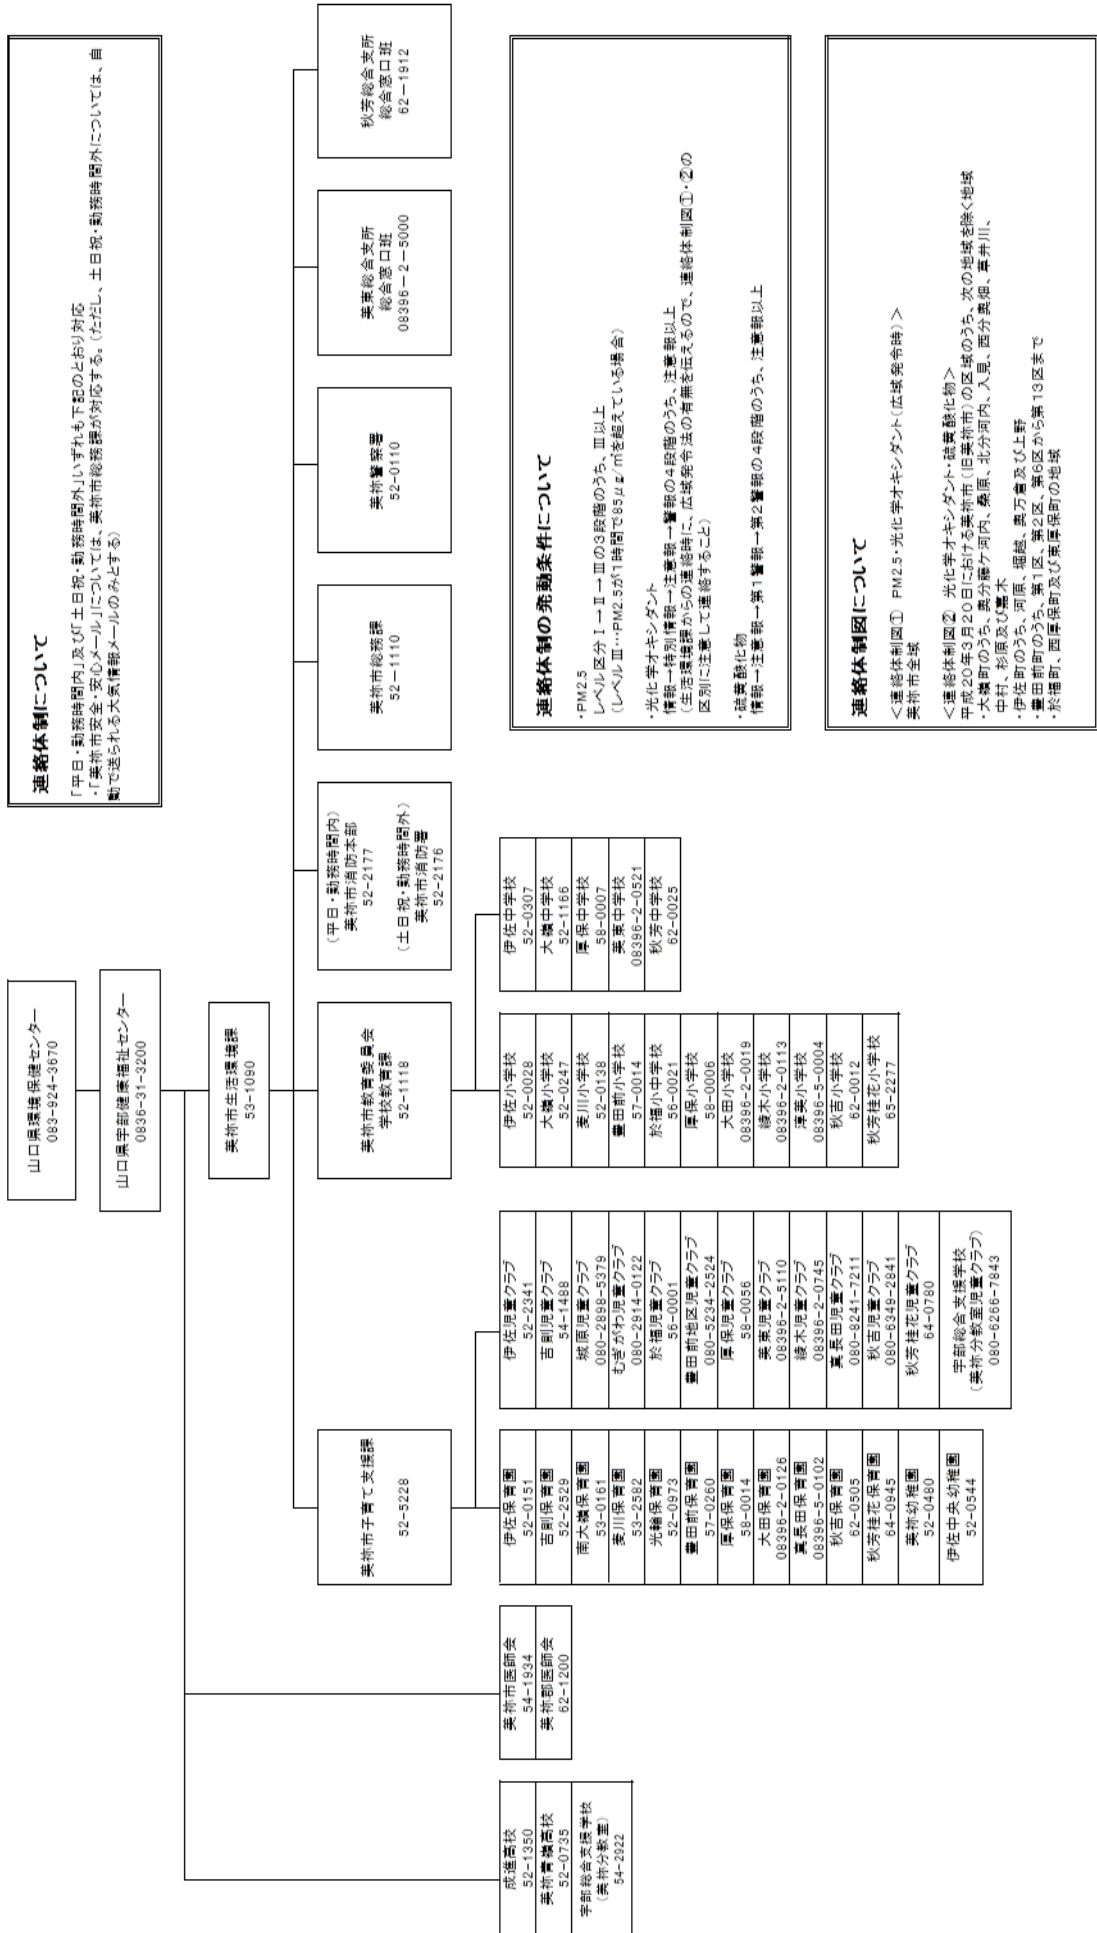 山口県環境保健センター
083-924-3670
山口県宇部健康福祉センター
0836-31-3200
美祢市生活環境課
53-1090
連絡体制について
「平日・勤務時間内」及び「土日祝・勤務時間外」いずれも下記のとおり対応
・「美祢市安全・安心メール」については、美祢市総務課が対応する。(ただし、土日祝・勤務時間外については、自
動で送られる大気情報メールのみとする)
美祢市子育て支援課
52-5228
美祢市教育委員会
学校教育課
52-1118
(平日・勤務時間内)
美祢市消防本部
52-2177
(土日祝・勤務時間外)
美祢市消防署
52-2176
美祢市総務課
52-1110
美祢警察署
52-0110
美東総合支所
総合窓口班
08396-2-5000
秋芳総合支所
総合窓口班
62-1912
成進高校
52-1350
美祢青嶺高校
52-0735
宇部総合支援学校
(美祢分教室)
54-2922
美祢市医師会
54-1934
美祢郡医師会
62-1200
伊佐保育園
52-0151
吉則保育園
52-2529
南大嶺保育園
53-0161
麦川保育園
53-2582
光輪保育園
52-0973
豊田前保育園
57-0260
厚保保育園
58-0014
大田保育園
08396-2-0126
真長田保育園
08396-5-0102
秋吉保育園
62-0505
秋芳桂花保育園
64-0945
美祢幼稚園
52-0480
伊佐中央幼稚園
52-0544
伊佐児童クラブ
52-2341
吉則児童クラブ
54-1488
城原児童クラブ
080-2898-5379
むぎがわ児童クラブ
080-2914-0122
於福児童クラブ
56-0001
豊田前地区児童クラブ
080-5234-2524
厚保児童クラブ
58-0056
美東児童クラブ
08396-2-5110
綾木児童クラブ
08396-2-0745
真長田児童クラブ
080-8241-7211
秋吉児童クラブ
080-6349-2841
秋芳桂花児童クラブ
64-0780
宇部総合支援学校
(美祢分教室児童クラブ)
080-6266-7843
伊佐小学校
52-0028
大嶺小学校
52-0247
麦川小学校
52-0138
豊田前小学校
57-0014
於福小中学校
56-0021
厚保小学校
58-0006
大田小学校
08396-2-0019
綾木小学校
08396-2-0113
淳美小学校
08396-5-0004
秋吉小学校
62-0012
秋芳桂花小学校
65-2277
伊佐中学校
52-0307
大嶺中学校
52-1166
厚保中学校
58-0007
美東中学校
08396-2-0521
秋芳中学校
62-0025
連絡体制の発動条件について
・PM2.5
レベル区分Ⅰ→Ⅱ→Ⅲの3段階のうち、Ⅲ以上
(レベルⅢ…PM2.5が1時間で85μg/㎥を超えている場合)
・光化学オキシダント
情報→特別情報→注意報→警報の4段階のうち、注意報以上
(生活環境課からの連絡時に、広域発令法の有無を伝えるので、連絡体制図①・②の
区別に注意して連絡すること)
・硫黄酸化物
情報→注意報→第1警報→第2警報の4段階のうち、注意報以上
連絡体制図について
<連絡体制図① PM2.5・光化学オキシダント(広域発令時)>
美祢市全域
<連絡体制図② 光化学オキシダント・硫黄酸化物>
平成20年3月20日における美祢市(旧美祢市)の区域のうち、次の地域を除く地域
・大嶺町のうち、奥分藤ケ河内、桑原、北分河内、入見、西分奥畑、草井川、
中村、杉原及び嘉木
・伊佐町のうち、河原、堀越、奥万倉及び上野
・豊田前町のうち、第1区、第2区、第6区から第13区まで
・於福町、西厚保町及び東厚保町の地域